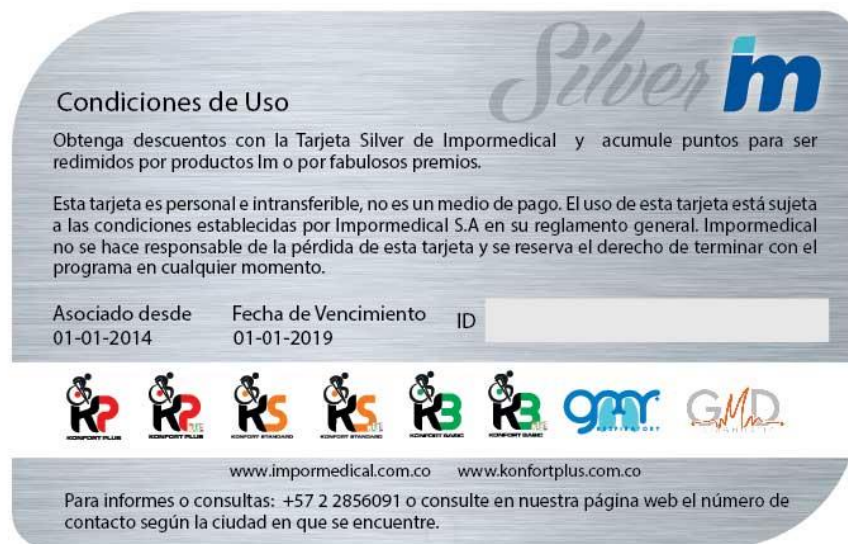 Silver im
Condiciones de Uso
Obtenga descuentos con la Tarjeta Silver de Impormedical y acumule puntos para ser
redimidos por productos Im o por fabulosos premios.
Esta tarjeta es personal e intransferible, no es un medio de pago. El uso de esta tarjeta está sujeta
a las condiciones establecidas por Impormedical S.A en su reglamento general. Impormedical
no se hace responsable de la pérdida de esta tarjeta y se reserva el derecho de terminar con el
programa en cualquier momento.
Asociado desde Fecha de Vencimiento ID
01-01-2014 01-01-2019
KP KP KS KS KB KB GMR GMD
KONFORT PLUS KONFORT PLUS KONFORT STANDARD KONFORT STANDARD KONFORT BASIC KONFORT BASIC RESPIRATORY
www.impormedical.com.co www.konfortplus.com.co
Para informes o consultas: +57 2 2856091 o consulte en nuestra página web el número de
contacto según la ciudad en que se encuentre.